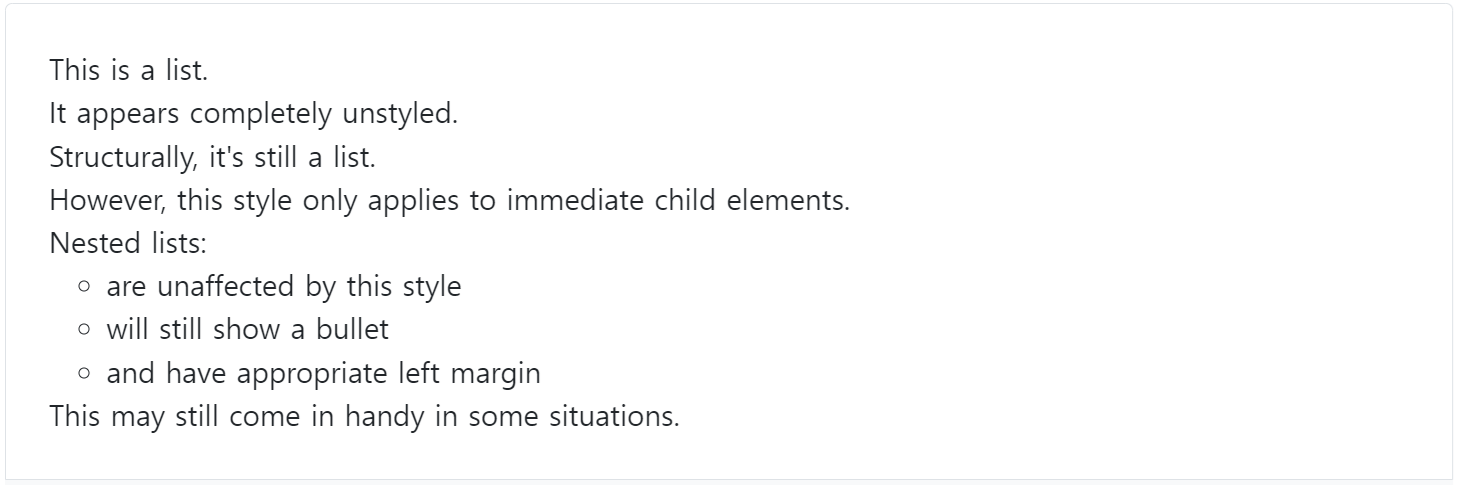 This is a list.
It appears completely unstyled.
Structurally, it's still a list.
However, this style only applies to immediate child elements.
Nested lists:
are unaffected by this style
will still show a bullet
and have appropriate left margin
This may still come in handy in some situations.